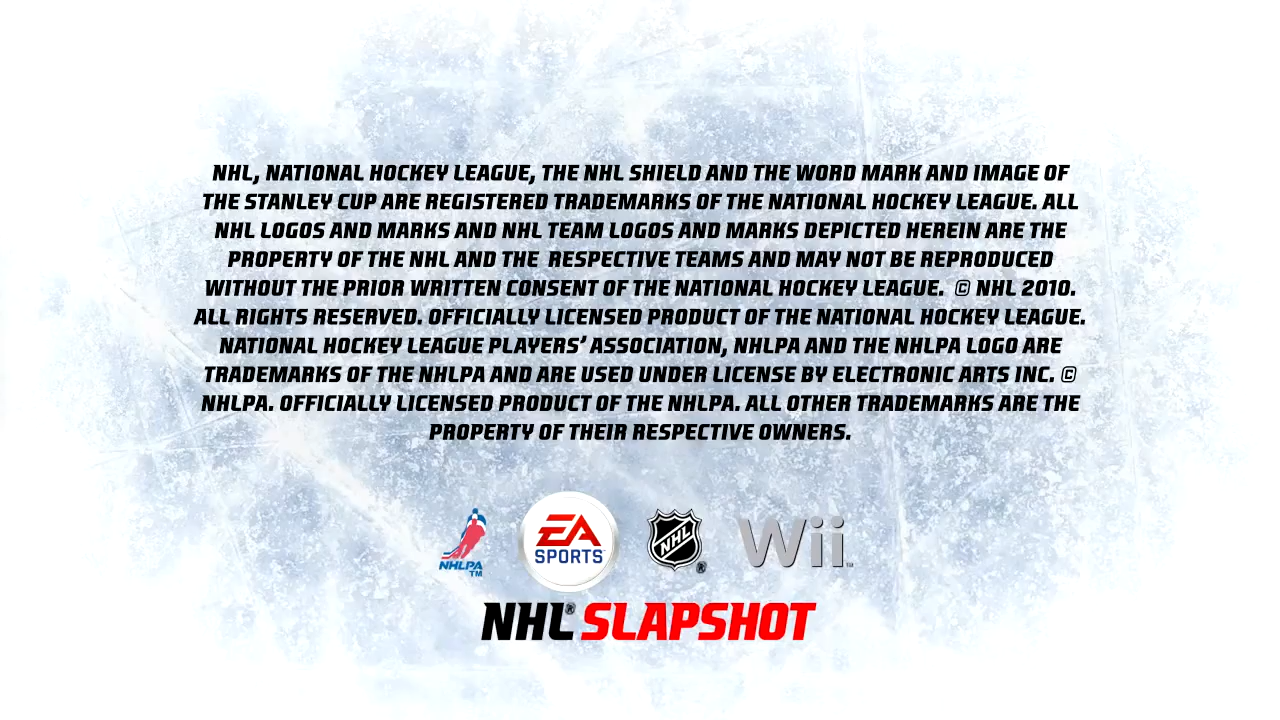 NHL, NATIONAL HOCKEY LEAGUE, THE NHL SHIELD AND THE WORD MARK AND IMAGE OF
THE STANLEY CUP ARE REGISTERED TRADEMARKS OF THE NATIONAL HOCKEY LEAGUE. ALL
NHL LOGOS AND MARKS AND NHL TEAM LOGOS AND MARKS DEPICTED HEREIN ARE THE
PROPERTY OF THE NHL AND THE  RESPECTIVE TEAMS AND MAY NOT BE REPRODUCED
WITHOUT THE PRIOR WRITTEN CONSENT OF THE NATIONAL HOCKEY LEAGUE.  © NHL 2010.
ALL RIGHTS RESERVED. OFFICIALLY LICENSED PRODUCT OF THE NATIONAL HOCKEY LEAGUE.
NATIONAL HOCKEY LEAGUE PLAYERS’ ASSOCIATION, NHLPA AND THE NHLPA LOGO ARE
TRADEMARKS OF THE NHLPA AND ARE USED UNDER LICENSE BY ELECTRONIC ARTS INC. ©
NHLPA. OFFICIALLY LICENSED PRODUCT OF THE NHLPA. ALL OTHER TRADEMARKS ARE THE
PROPERTY OF THEIR RESPECTIVE OWNERS.
NHLPA ™
EA
SPORTS™
NHL ®
Wii™
NHL® SLAPSHOT